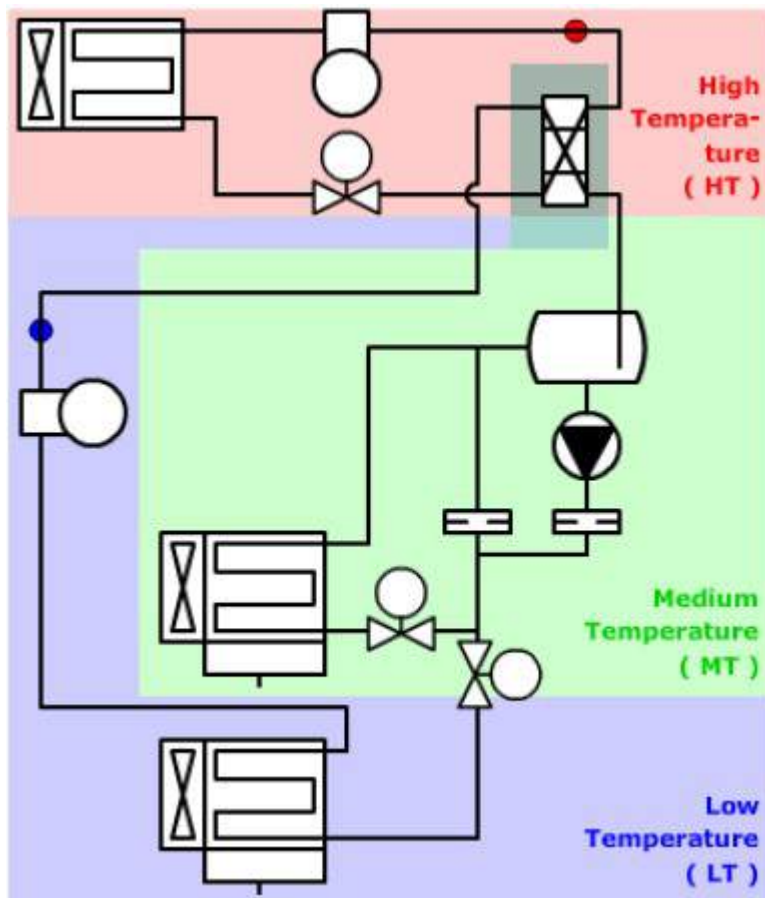 High
Tempera-
ture
( HT )
Medium
Temperature
( MT )
Low
Temperature
( LT )